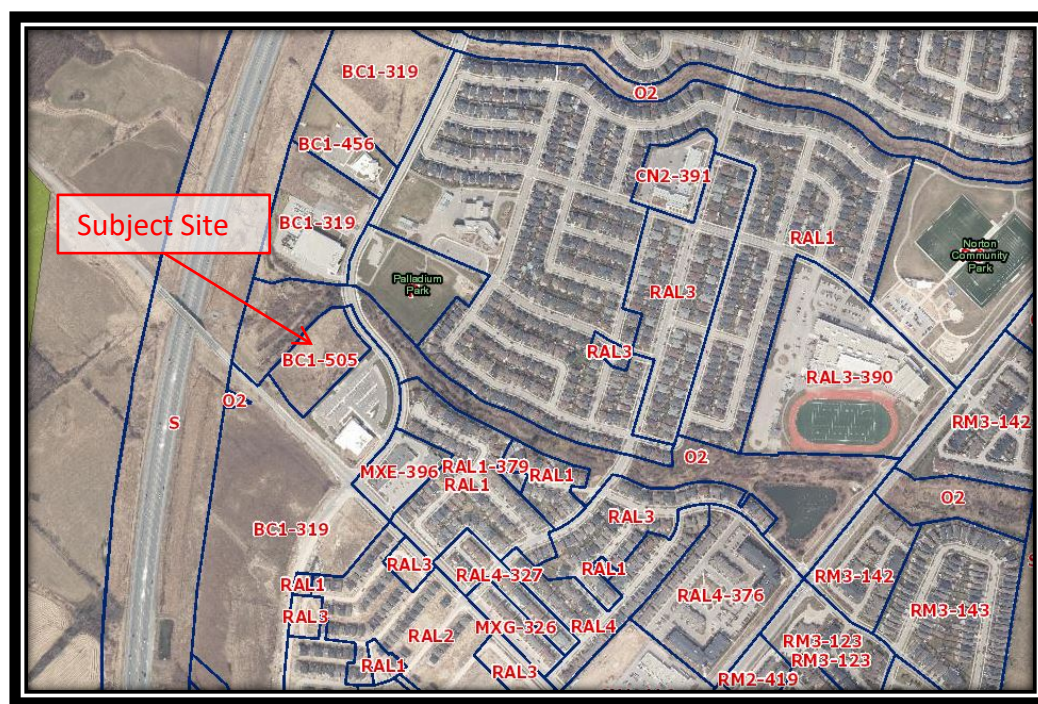 BC1-319
O2
BC1-456
CN2-391
Subject Site
BC1-319
RAL1
Norton
Community
Park
Palladium
Park
RAL3
RAL3
BC1-505
RAL3-390
O2
S
RM3-142
MXE-396
RAL1-379
RAL1
RAL1
O2
O2
BC1-319
RAL3
RAL3
RAL1
RAL4-327
RAL1
RM3-142
RAL3
RAL4-376
RM3-143
MXG-326
RAL4
RAL2
RM3-123
RAL1
RAL3
RM3-123
RM2-419